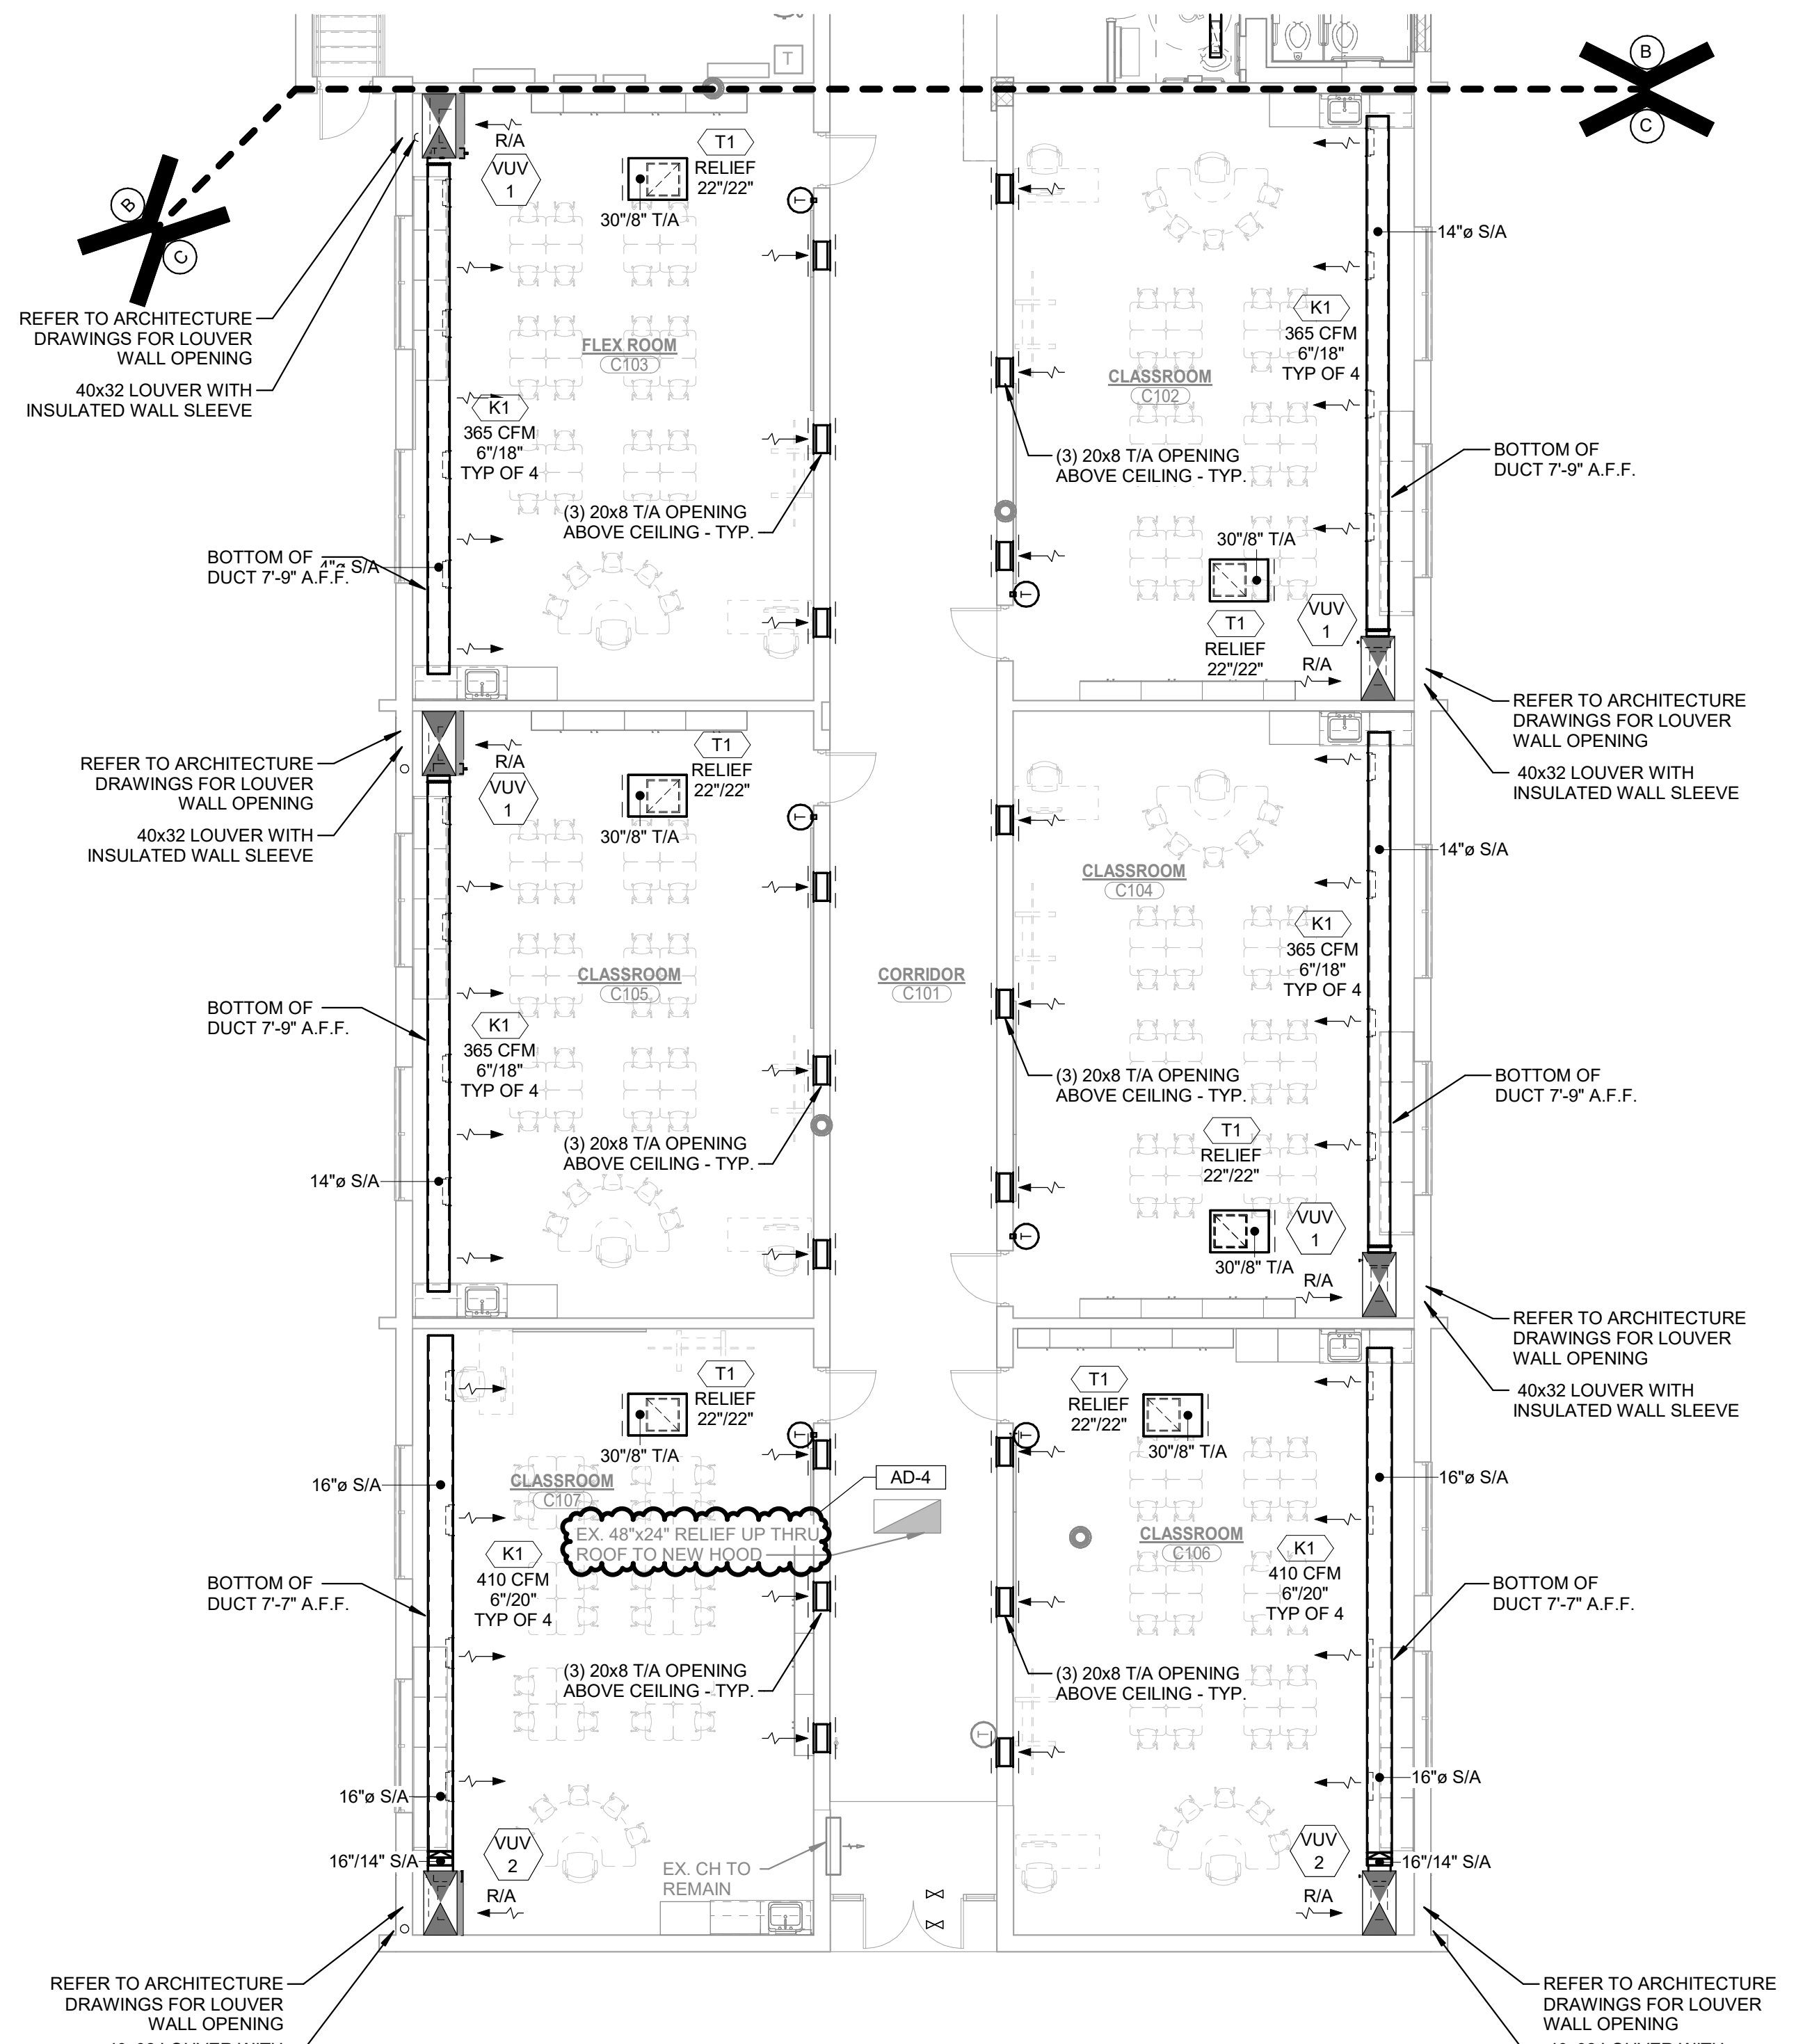 B
C
T
B
C
R/A
VUV
1
T1
RELIEF
22"/22"
30"/8" T/A
T
REFER TO ARCHITECTURE
DRAWINGS FOR LOUVER
WALL OPENING
40x32 LOUVER WITH
INSULATED WALL SLEEVE
FLEX ROOM
C103
K1
365 CFM
6"/18"
TYP OF 4
(3) 20x8 T/A OPENING
ABOVE CEILING - TYP.
BOTTOM OF
DUCT 7'-9" A.F.F.
4"ø S/A
14"ø S/A
K1
365 CFM
6"/18"
TYP OF 4
CLASSROOM
C102
(3) 20x8 T/A OPENING
ABOVE CEILING - TYP.
BOTTOM OF
DUCT 7'-9" A.F.F.
30"/8" T/A
T
T1
RELIEF
22"/22"
VUV
1
R/A
REFER TO ARCHITECTURE
DRAWINGS FOR LOUVER
WALL OPENING
40x32 LOUVER WITH
INSULATED WALL SLEEVE
R/A
VUV
1
T1
RELIEF
22"/22"
30"/8" T/A
T
REFER TO ARCHITECTURE
DRAWINGS FOR LOUVER
WALL OPENING
40x32 LOUVER WITH
INSULATED WALL SLEEVE
CLASSROOM
C105
BOTTOM OF
DUCT 7'-9" A.F.F.
K1
365 CFM
6"/18"
TYP OF 4
(3) 20x8 T/A OPENING
ABOVE CEILING - TYP.
14"ø S/A
CORRIDOR
C101
14"ø S/A
CLASSROOM
C104
K1
365 CFM
6"/18"
TYP OF 4
(3) 20x8 T/A OPENING
ABOVE CEILING - TYP.
BOTTOM OF
DUCT 7'-9" A.F.F.
T1
RELIEF
22"/22"
VUV
1
T
30"/8" T/A
R/A
REFER TO ARCHITECTURE
DRAWINGS FOR LOUVER
WALL OPENING
40x32 LOUVER WITH
INSULATED WALL SLEEVE
T1
RELIEF
22"/22"
30"/8" T/A
T
16"ø S/A
CLASSROOM
C107
AD-4
EX. 48"x24" RELIEF UP THRU
ROOF TO NEW HOOD
K1
410 CFM
6"/20"
TYP OF 4
BOTTOM OF
DUCT 7'-7" A.F.F.
(3) 20x8 T/A OPENING
ABOVE CEILING - TYP.
16"ø S/A
16"/14" S/A
VUV
2
R/A
EX. CH TO
REMAIN
T1
RELIEF
22"/22"
30"/8" T/A
T
16"ø S/A
CLASSROOM
C106
K1
410 CFM
6"/20"
TYP OF 4
BOTTOM OF
DUCT 7'-7" A.F.F.
(3) 20x8 T/A OPENING
ABOVE CEILING - TYP.
T
16"ø S/A
VUV
2
16"/14" S/A
R/A
REFER TO ARCHITECTURE
DRAWINGS FOR LOUVER
WALL OPENING
REFER TO ARCHITECTURE
DRAWINGS FOR LOUVER
WALL OPENING